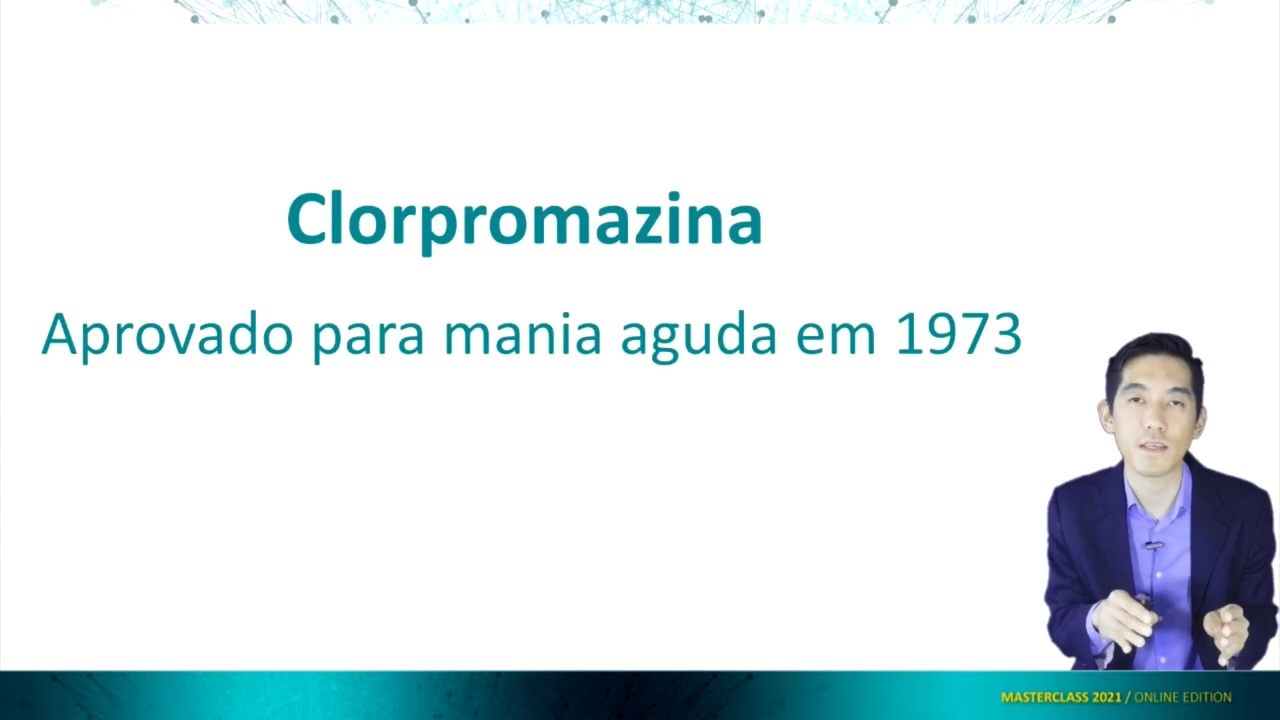 Clorpromazina
Aprovado para mania aguda em 1973
MASTERCLASS 2021 / ONLINE EDITION